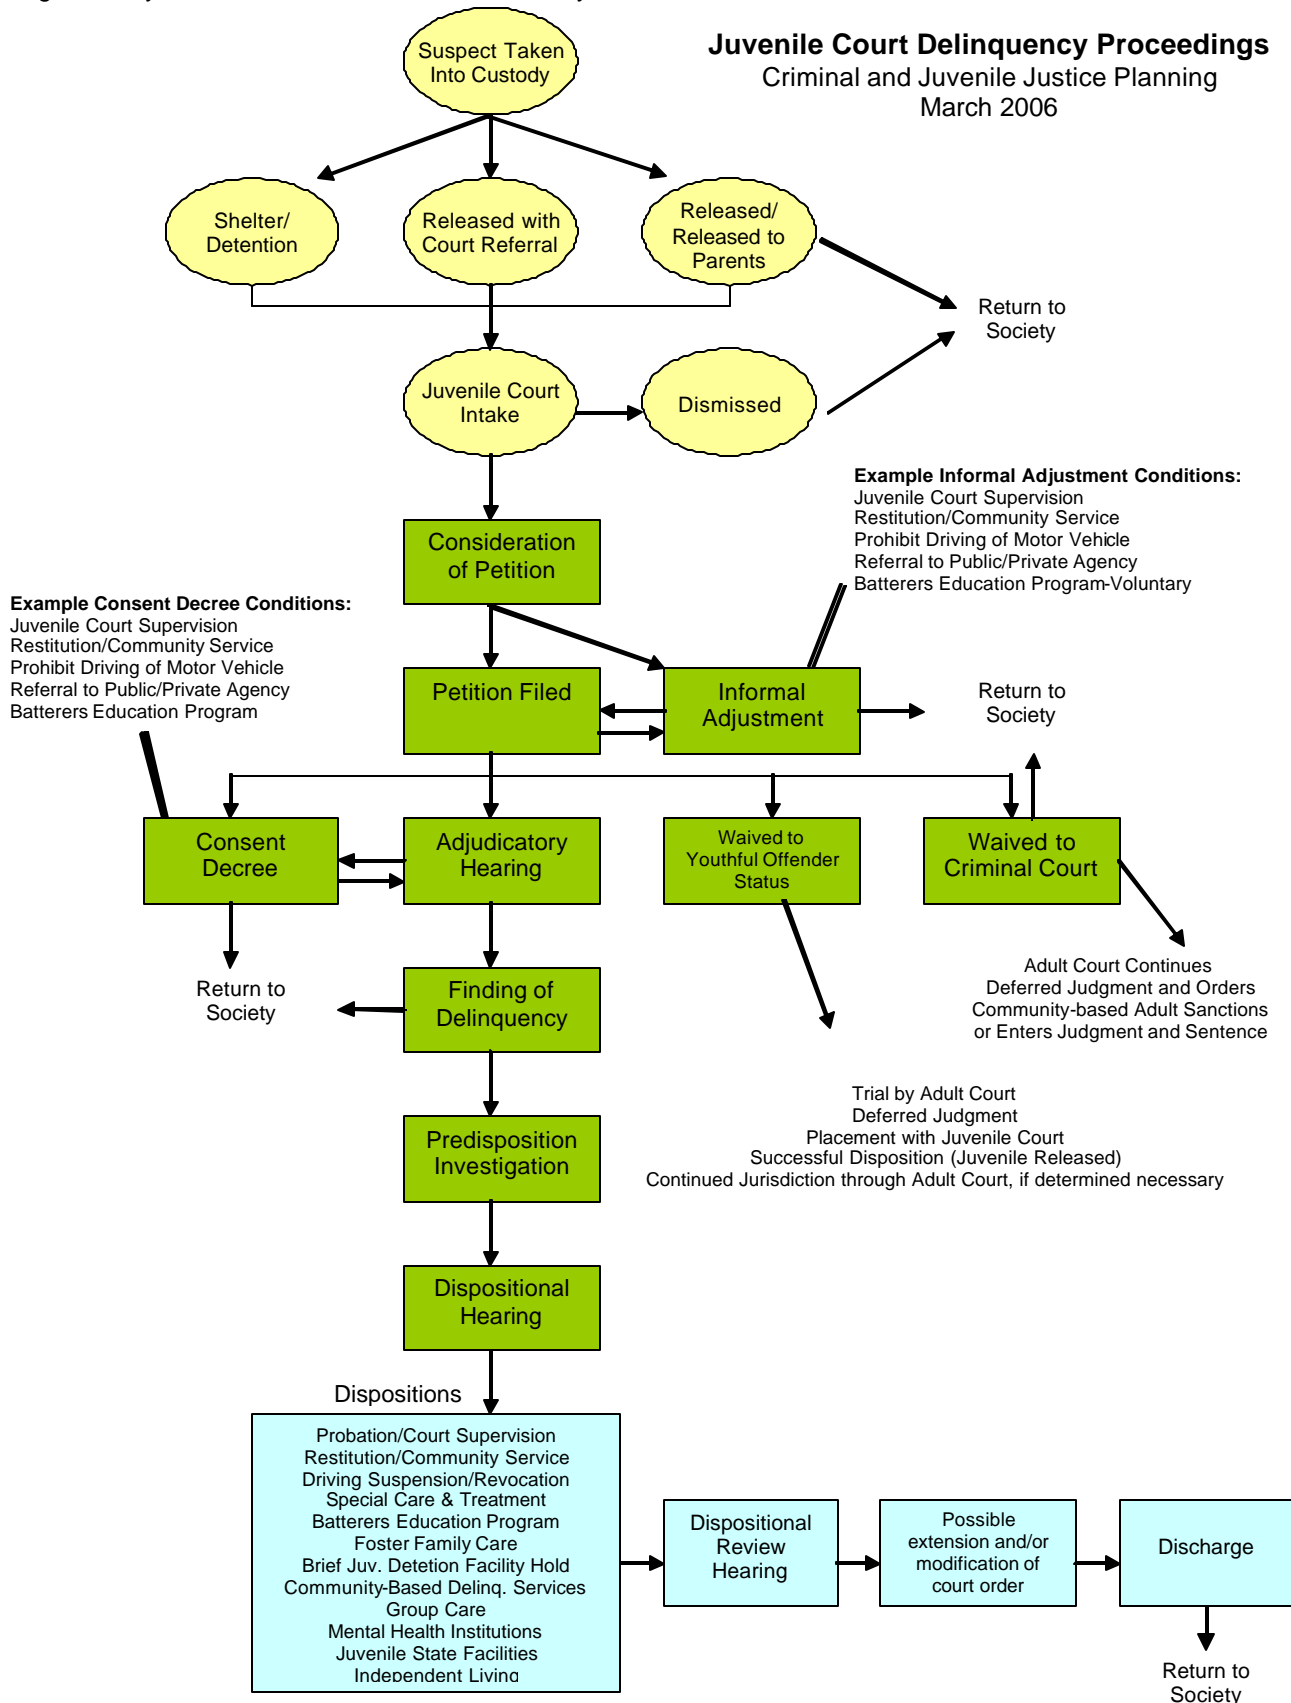 Juvenile Court Delinquency Proceedings
Criminal and Juvenile Justice Planning
March 2006
Suspect Taken
Into Custody
Shelter/
Detention
Released with
Court Referral
Released/
Released to
Parents
Return to
Society
Juvenile Court
Intake
Dismissed
Example Informal Adjustment Conditions:
Juvenile Court Supervision
Restitution/Community Service
Prohibit Driving of Motor Vehicle
Referral to Public/Private Agency
Batterers Education Program-Voluntary
Consideration
of Petition
Example Consent Decree Conditions:
Juvenile Court Supervision
Restitution/Community Service
Prohibit Driving of Motor Vehicle
Referral to Public/Private Agency
Batterers Education Program
Petition Filed
Informal
Adjustment
Return to
Society
Consent
Decree
Adjudicatory
Hearing
Waived to
Youthful Offender
Status
Waived to
Criminal Court
Return to
Society
Finding of
Delinquency
Adult Court Continues
Deferred Judgment and Orders
Community-based Adult Sanctions
or Enters Judgment and Sentence
Trial by Adult Court
Deferred Judgment
Placement with Juvenile Court
Successful Disposition (Juvenile Released)
Continued Jurisdiction through Adult Court, if determined necessary
Predisposition
Investigation
Dispositional
Hearing
Dispositions
Probation/Court Supervision
Restitution/Community Service
Driving Suspension/Revocation
Special Care & Treatment
Batterers Education Program
Foster Family Care
Brief Juv. Detetion Facility Hold
Community-Based Delinq. Services
Group Care
Mental Health Institutions
Juvenile State Facilities
Independent Living
Dispositional
Review
Hearing
Possible
extension and/or
modification of
court order
Discharge
Return to
Society